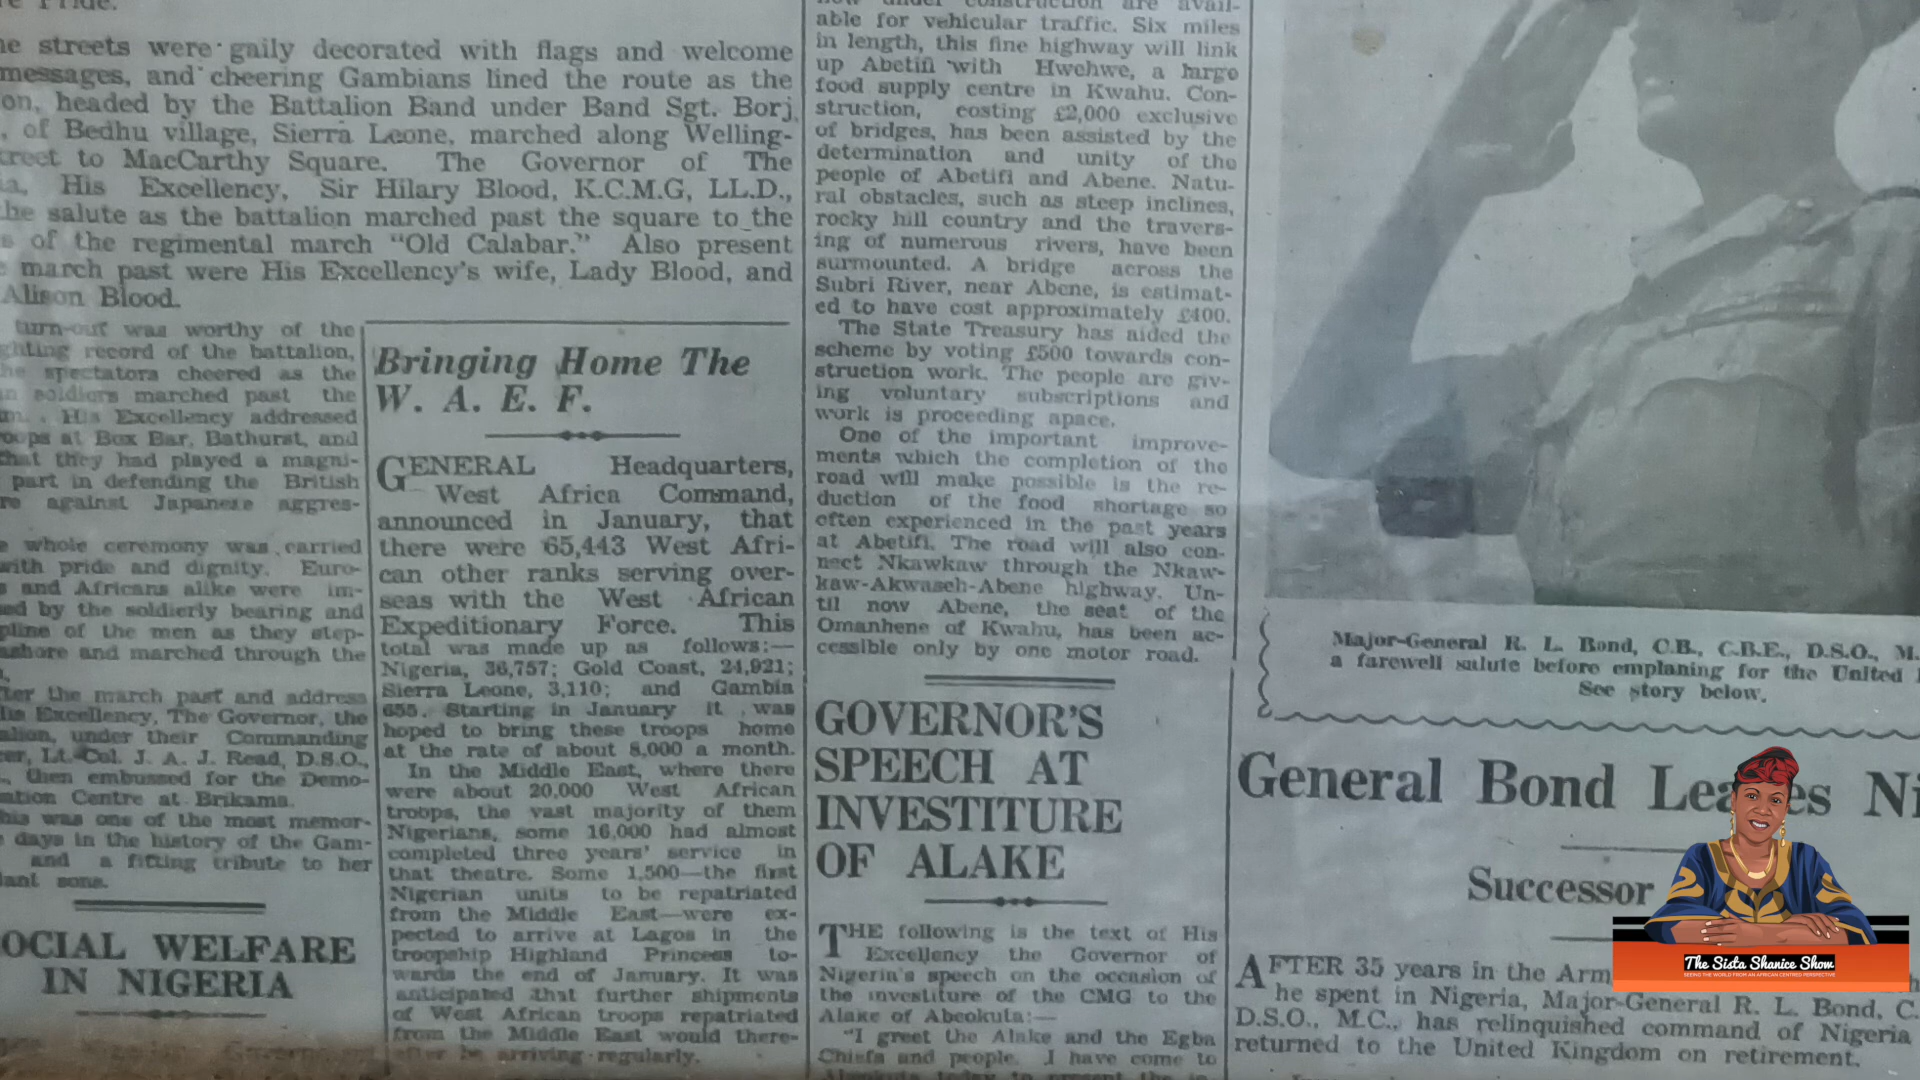 e streets were gaily decorated with flags and welcome
messages, and cheering Gambians lined the route as the
on, headed by the Battalion Band under Band Sgt. Borj
, of Bedhu village, Sierra Leone, marched along Welling-
reet to MacCarthy Square. The Governor of The
a, His Excellency, Sir Hilary Blood, K.C.M.G, LL.D.,
he salute as the battalion marched past the square to the
s of the regimental march "Old Calabar." Also present
march past were His Excellency's wife, Lady Blood, and
Alison Blood.
turn-out was worthy of the
ghting record of the battalion,
he spectators cheered as the
n soldiers marched past the
m. His Excellency addressed
oops at Box Bar, Bathurst, and
that they had played a magni-
part in defending the British
re against Japanese aggres-
e whole ceremony was carried
with pride and dignity. Euro-
s and Africans alike were im-
ed by the soldierly bearing and
pline of the men as they step-
ashore and marched through the
ter the march past and address
His Excellency, The Governor, the
alion, under their Commanding
er, Lt.-Col. J. A. J. Read, D.S.O.,
., then embussed for the Demo-
ation Centre at Brikama.
his was one of the most memor-
e days in the history of the Gam-
and a fitting tribute to her
lant sons.
OCIAL WELFARE
IN NIGERIA
Bringing Home The
W. A. E. F.
GENERAL Headquarters,
West Africa Command,
announced in January, that
there were 65,443 West Afri-
can other ranks serving over-
seas with the West African
Expeditionary Force. This
total was made up as follows:—
Nigeria, 36,757; Gold Coast, 24,921;
Sierra Leone, 3,110; and Gambia
655. Starting in January it was
hoped to bring these troops home
at the rate of about 8,000 a month.
In the Middle East, where there
were about 20,000 West African
troops, the vast majority of them
Nigerians, some 16,000 had almost
completed three years' service in
that theatre. Some 1,500—the first
Nigerian units to be repatriated
from the Middle East—were ex-
pected to arrive at Lagos in the
troopship Highland Princess to-
wards the end of January. It was
anticipated that further shipments
of West African troops repatriated
from the Middle East would there-
after be arriving regularly.
now under construction are avail-
able for vehicular traffic. Six miles
in length, this fine highway will link
up Abetifi with Hwehwe, a large
food supply centre in Kwahu. Con-
struction, costing £2,000 exclusive
of bridges, has been assisted by the
determination and unity of the
people of Abetifi and Abene. Natu-
ral obstacles, such as steep inclines,
rocky hill country and the travers-
ing of numerous rivers, have been
surmounted. A bridge across the
Subri River, near Abene, is estimat-
ed to have cost approximately £400.
The State Treasury has aided the
scheme by voting £500 towards con-
struction work. The people are giv-
ing voluntary subscriptions and
work is proceeding apace.
One of the important improve-
ments which the completion of the
road will make possible is the re-
duction of the food shortage so
often experienced in the past years
at Abetifi. The road will also con-
nect Nkawkaw through the Nkaw-
kaw-Akwaseh-Abene highway. Un-
til now Abene, the seat of the
Omanhene of Kwahu, has been ac-
cessible only by one motor road.
GOVERNOR'S
SPEECH AT
INVESTITURE
OF ALAKE
THE following is the text of His
Excellency the Governor of
Nigeria's speech on the occasion of
the investiture of the CMG to the
Alake of Abeokuta:—
"I greet the Alake and the Egba
Chiefs and people. I have come to
Major-General R. L. Bond, C.B., C.B.E., D.S.O., M.
a farewell salute before emplaning for the United
See story below.
General Bond Leaves Ni
Successor
AFTER 35 years in the Arm
he spent in Nigeria, Major-General R. L. Bond, C.
D.S.O., M.C., has relinquished command of Nigeria
returned to the United Kingdom on retirement.
The Sista Shanice Show
SEEING THE WORLD FROM AN AFRICAN CENTRED PERSPECTIVE